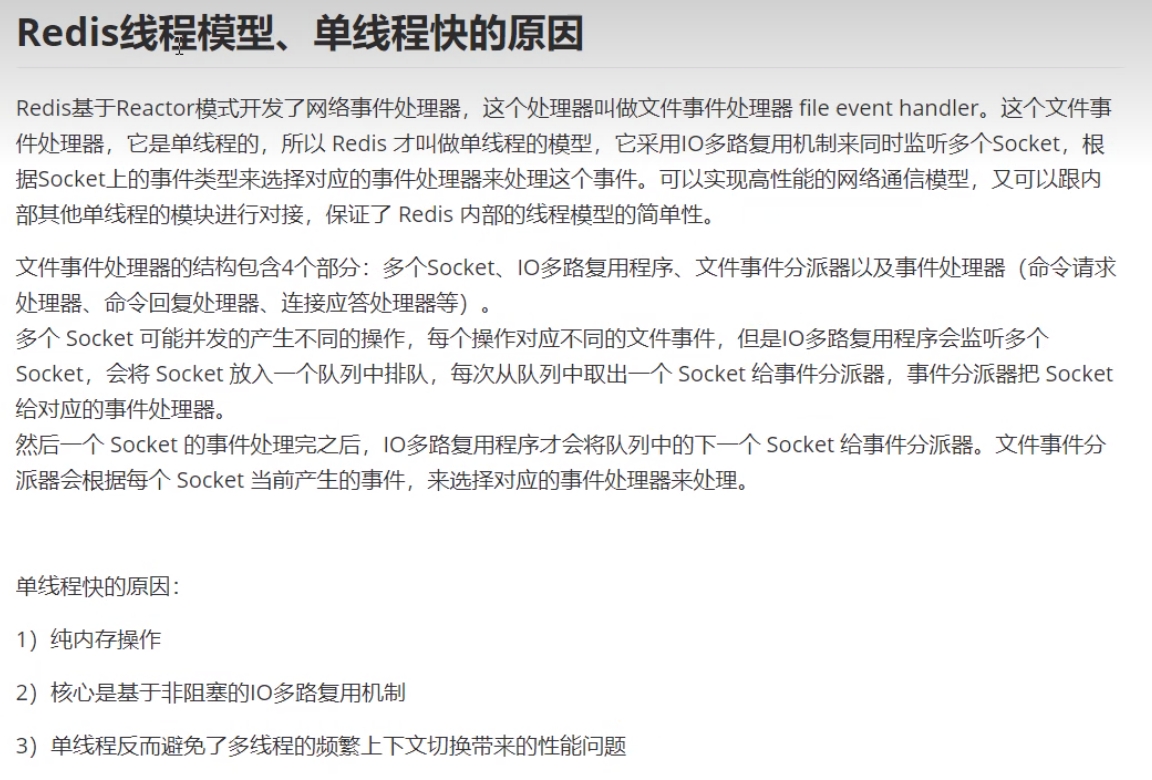 Redis线程模型、单线程快的原因
Redis基于Reactor模式开发了网络事件处理器，这个处理器叫做文件事件处理器 file event handler。这个文件事
件处理器，它是单线程的，所以 Redis 才叫做单线程的模型，它采用IO多路复用机制来同时监听多个Socket，根
据Socket上的事件类型来选择对应的事件处理器来处理这个事件。可以实现高性能的网络通信模型，又可以跟内
部其他单线程的模块进行对接，保证了 Redis 内部的线程模型的简单性。
文件事件处理器的结构包含4个部分：多个Socket、IO多路复用程序、文件事件分派器以及事件处理器（命令请求
处理器、命令回复处理器、连接应答处理器等）。
多个 Socket 可能并发的产生不同的操作，每个操作对应不同的文件事件，但是IO多路复用程序会监听多个
Socket，会将 Socket 放入一个队列中排队，每次从队列中取出一个 Socket 给事件分派器，事件分派器把 Socket
给对应的事件处理器。
然后一个 Socket 的事件处理完之后，IO多路复用程序才会将队列中的下一个 Socket 给事件分派器。文件事件分
派器会根据每个 Socket 当前产生的事件，来选择对应的事件处理器来处理。
单线程快的原因：
1）纯内存操作
2）核心是基于非阻塞的IO多路复用机制
3）单线程反而避免了多线程的频繁上下文切换带来的性能问题